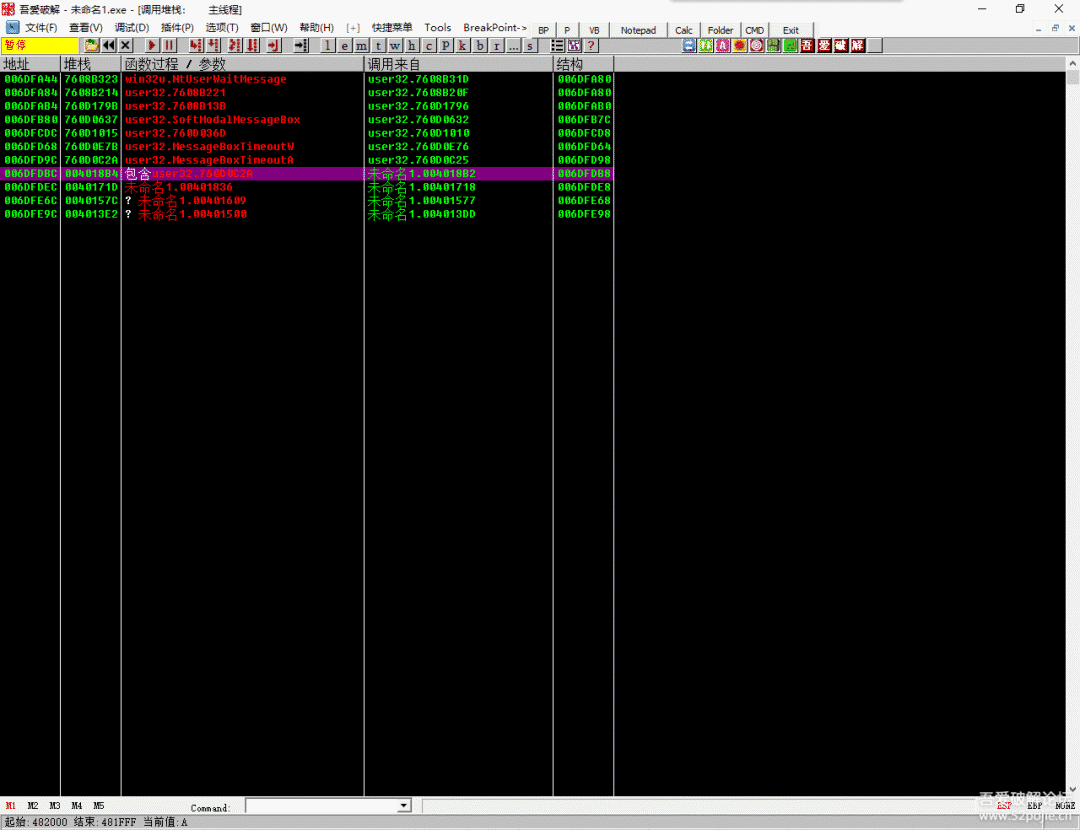 吾爱破解 - 未命名1.exe - [调用堆栈: 主线程]
文件(F) 查看(V) 调试(D) 插件(P) 选项(T) 窗口(W) 帮助(H) [+] 快捷菜单 Tools BreakPoint-> BP P VB Notepad Calc Folder CMD Exit
暂停 l e m t w h c p k b r ... s ? 吾 爱 破 解
地址 堆栈 函数过程 / 参数 调用来自 结构
006DFA44 7608B323 win32u.NtUserWaitMessage user32.7608B31D 006DFA80
006DFA84 7608B214 user32.7608B221 user32.7608B20F 006DFA80
006DFAB4 760D179B user32.7608B13B user32.760D1796 006DFAB0
006DFB80 760D0637 user32.SoftModalMessageBox user32.760D0632 006DFB7C
006DFCDC 760D1015 user32.760D036D user32.760D1010 006DFCD8
006DFD68 760D0E7B user32.MessageBoxTimeoutW user32.760D0E76 006DFD64
006DFD9C 760D0C2A user32.MessageBoxTimeoutA user32.760D0C25 006DFD98
006DFDBC 004018B4 包含user32.760D0C2A 未命名1.004018B2 006DFDB8
006DFDEC 0040171D 未命名1.00401836 未命名1.00401718 006DFDE8
006DFE6C 0040157C ? 未命名1.00401609 未命名1.00401577 006DFE68
006DFE9C 004013E2 ? 未命名1.00401500 未命名1.004013DD 006DFE98
M1 M2 M3 M4 M5 Command: ESP EBP NONE
起始: 482000 结束: 481FFF 当前值: A
吾爱破解论坛
www.52pojie.cn